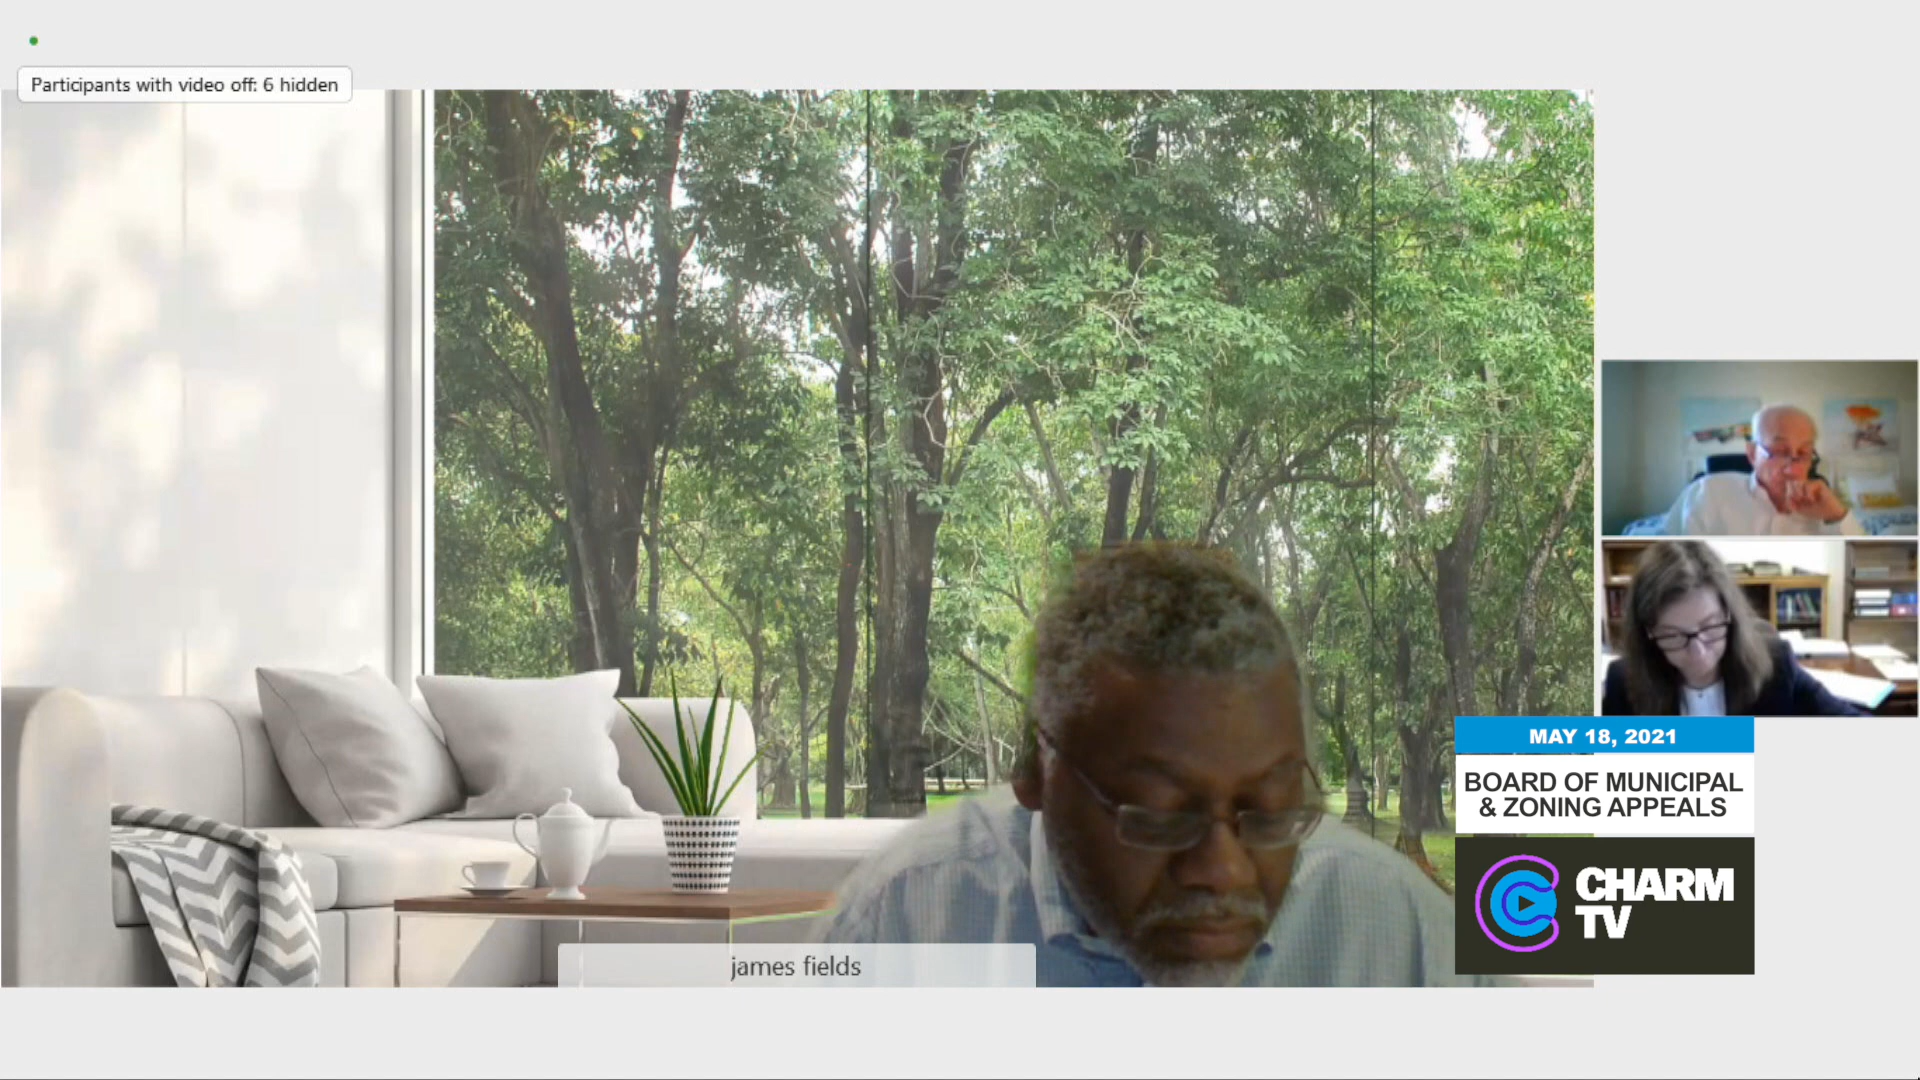 Participants with video off: 6 hidden
MAY 18, 2021
BOARD OF MUNICIPAL
& ZONING APPEALS
CHARM
TV
james fields